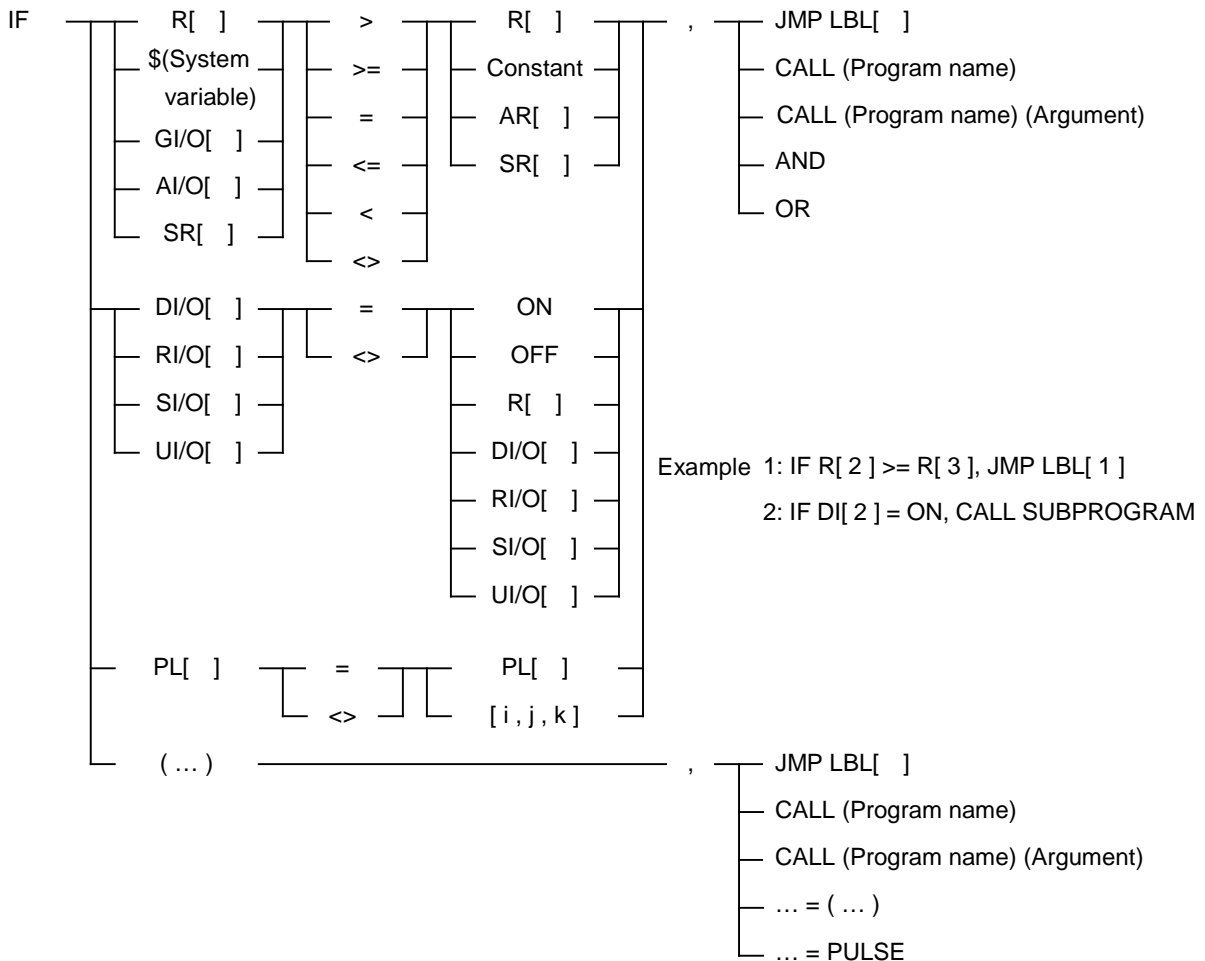 IF R[ ] > R[ ] , JMP LBL[ ]
$(System variable) >= Constant CALL (Program name)
GI/O[ ] = AR[ ] CALL (Program name) (Argument)
AI/O[ ] <= SR[ ] AND
SR[ ] < OR
<>
DI/O[ ] = ON
RI/O[ ] <> OFF
SI/O[ ] R[ ]
UI/O[ ] DI/O[ ]
RI/O[ ]
SI/O[ ]
UI/O[ ]
Example 1: IF R[ 2 ] >= R[ 3 ], JMP LBL[ 1 ]
2: IF DI[ 2 ] = ON, CALL SUBPROGRAM
PL[ ] = PL[ ]
<> [ i , j , k ]
( … ) , JMP LBL[ ]
CALL (Program name)
CALL (Program name) (Argument)
… = ( … )
… = PULSE